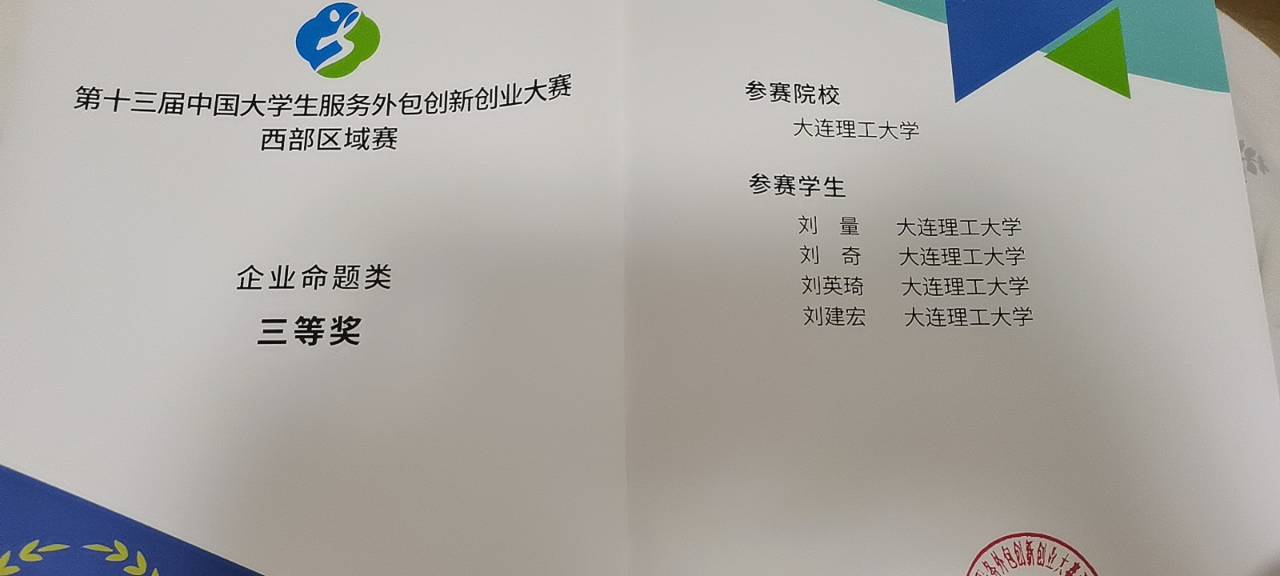 第十三届中国大学生服务外包创新创业大赛
西部区域赛
企业命题类
三等奖
参赛院校
大连理工大学
参赛学生
刘 量 大连理工大学
刘 奇 大连理工大学
刘英琦 大连理工大学
刘建宏 大连理工大学
务外包创新创业大赛